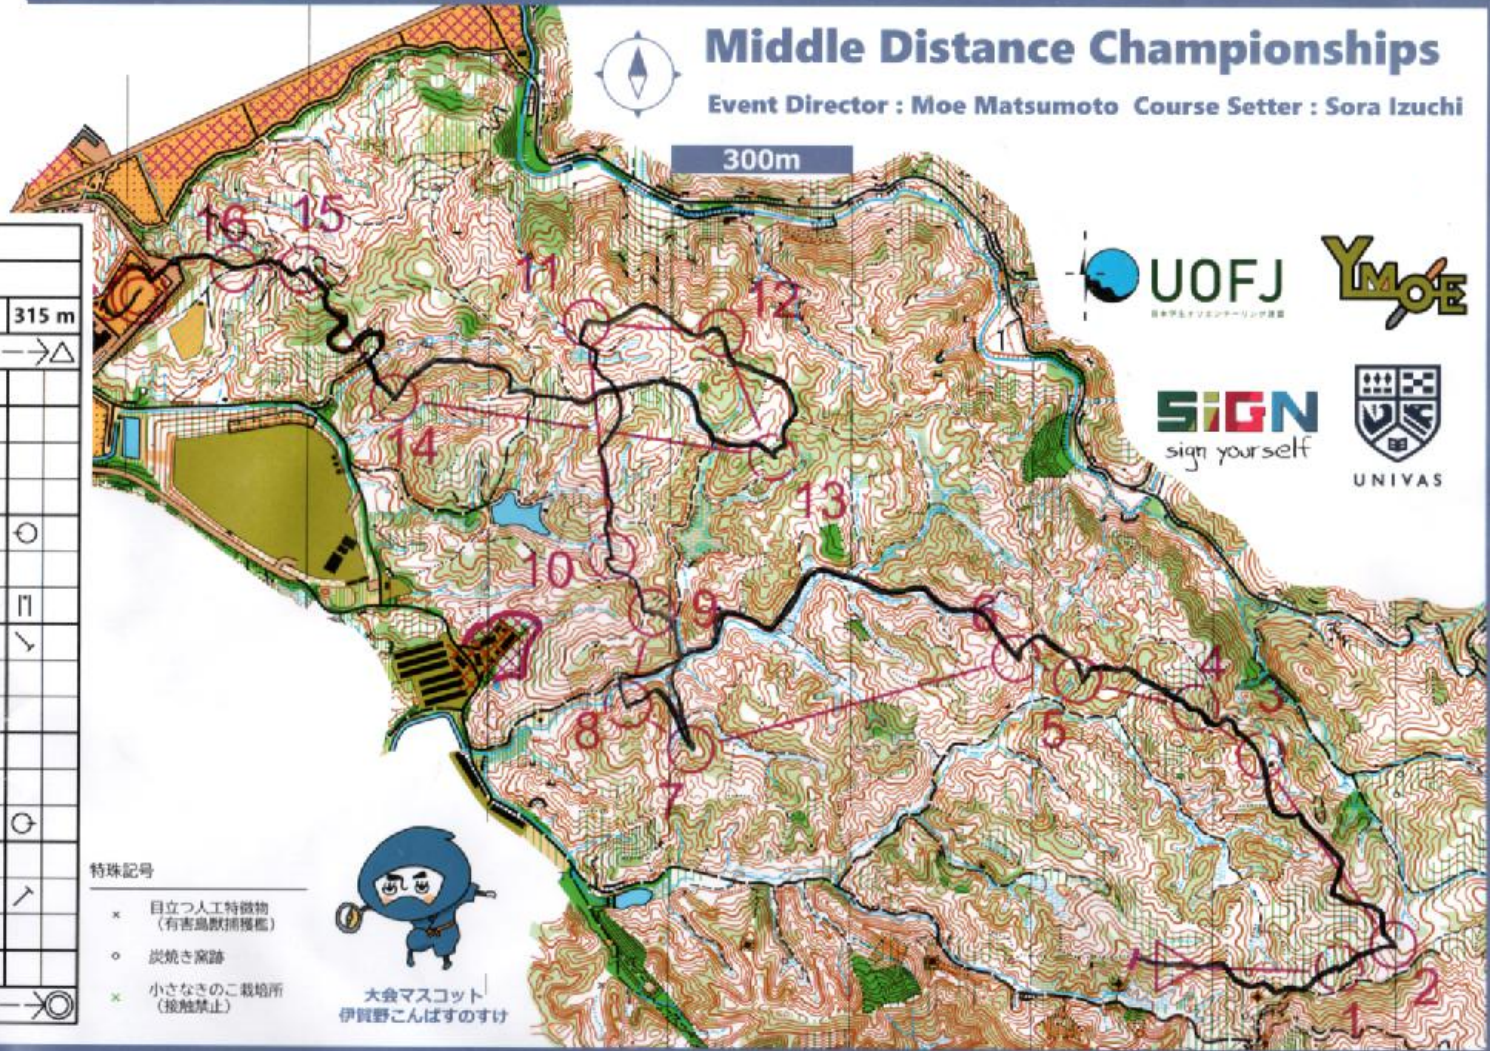 Middle Distance Championships
Event Director : Moe Matsumoto Course Setter : Sora Izuchi
300m
16
15
11
12
14
13
10
9
6
4
3
5
8
7
2
1
315 m
UOFJ
YMOE
SiGN
sign yourself
UNIVAS
特殊記号
× 目立つ人工特徴物
（有害鳥獣捕獲檻）
○ 炭焼き窯跡
× 小さなきのこ栽培所
（接触禁止）
大会マスコット
伊賀野こんぱすのすけ